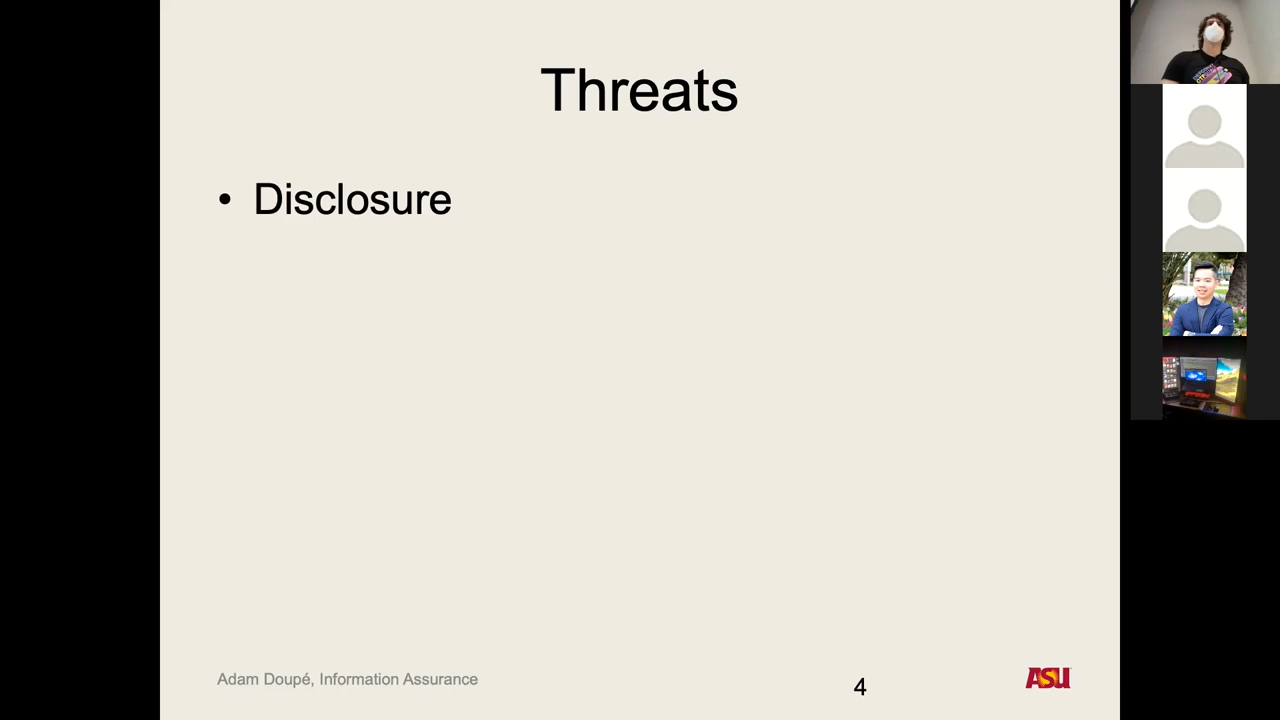 Threats
• Disclosure
Adam Doupé, Information Assurance
4
ASU